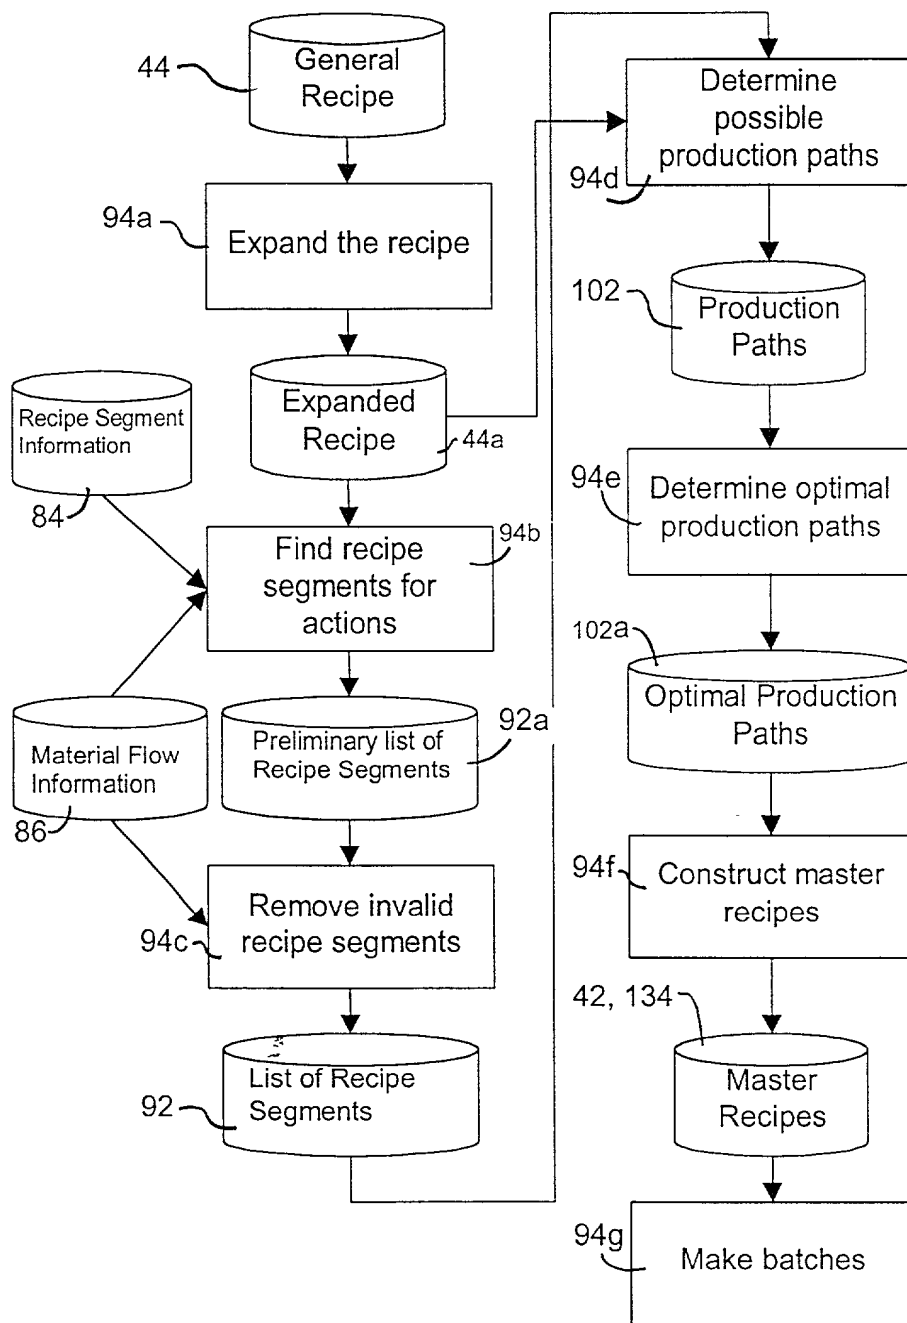 44
General
Recipe
94a
Expand the recipe
Recipe Segment
Information
84
Expanded
Recipe
44a
Find recipe
segments for
actions
94b
Material Flow
Information
86
Preliminary list of
Recipe Segments
92a
Remove invalid
recipe segments
94c
List of Recipe
Segments
92
Determine
possible
production paths
94d
102
Production
Paths
94e
Determine optimal
production paths
102a
Optimal Production
Paths
94f
Construct master
recipes
42, 134
Master
Recipes
94g
Make batches